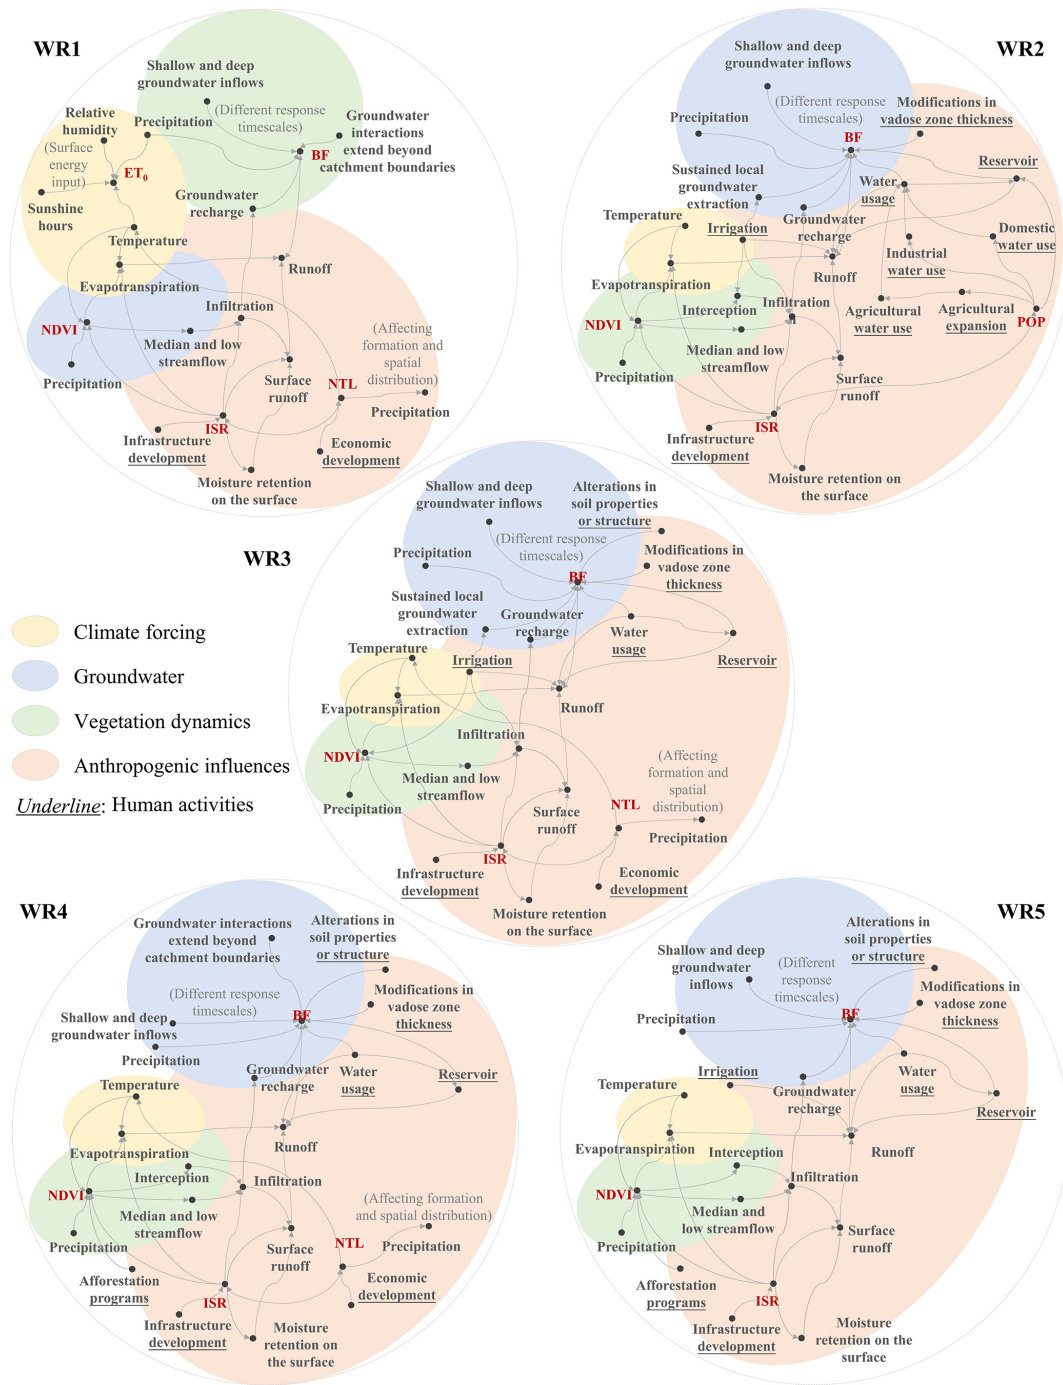 WR1
Shallow and deep
groundwater inflows
(Different response
timescales)
Relative
humidity
Precipitation
Groundwater
interactions
extend beyond
catchment boundaries
(Surface
energy
input)
ET0
BF
Sunshine
hours
Groundwater
recharge
Temperature
Runoff
Evapotranspiration
Infiltration
NDVI
Median and low
streamflow
(Affecting
formation and
spatial
distribution)
Precipitation
Surface
runoff
NTL
Precipitation
ISR
Infrastructure
development
Economic
development
Moisture retention
on the surface
WR2
Shallow and deep
groundwater inflows
(Different response
timescales)
Modifications in
vadose zone thickness
Precipitation
BF
Sustained local
groundwater
extraction
Water
usage
Reservoir
Temperature
Irrigation
Groundwater
recharge
Domestic
water use
Industrial
water use
Runoff
Evapotranspiration
Interception
Infiltration
Agricultural
water use
Agricultural
expansion
POP
NDVI
Median and low
streamflow
Precipitation
Surface
runoff
ISR
Infrastructure
development
Moisture retention on
the surface
WR3
Shallow and deep
groundwater inflows
Alterations in
soil properties
or structure
(Different response
timescales)
Precipitation
Modifications in
vadose zone
thickness
BF
Sustained local
groundwater
extraction
Groundwater
recharge
Water
usage
Reservoir
Temperature
Irrigation
Evapotranspiration
Runoff
Infiltration
NDVI
Median and low
streamflow
(Affecting
formation and
spatial
distribution)
Precipitation
Surface
runoff
NTL
Precipitation
ISR
Infrastructure
development
Economic
development
Moisture retention
on the surface
Climate forcing
Groundwater
Vegetation dynamics
Anthropogenic influences
Underline: Human activities
WR4
Groundwater interactions
extend beyond
catchment boundaries
Alterations in
soil properties
or structure
(Different response
timescales)
Modifications in
vadose zone
thickness
BF
Shallow and deep
groundwater inflows
Precipitation
Temperature
Groundwater
recharge
Water
usage
Reservoir
Evapotranspiration
Runoff
Interception
Infiltration
NDVI
Median and low
streamflow
(Affecting formation
and spatial distribution)
Precipitation
Surface
runoff
NTL
Precipitation
Afforestation
programs
ISR
Economic
development
Infrastructure
development
Moisture
retention on
the surface
WR5
Shallow and deep
groundwater
inflows
(Different
response
timescales)
Alterations in
soil properties
or structure
Modifications in
vadose zone
thickness
Precipitation
BF
Irrigation
Temperature
Groundwater
recharge
Water
usage
Reservoir
Evapotranspiration
Runoff
Interception
Infiltration
NDVI
Median and
low streamflow
Precipitation
Surface
runoff
Afforestation
programs
ISR
Infrastructure
development
Moisture
retention on the
surface